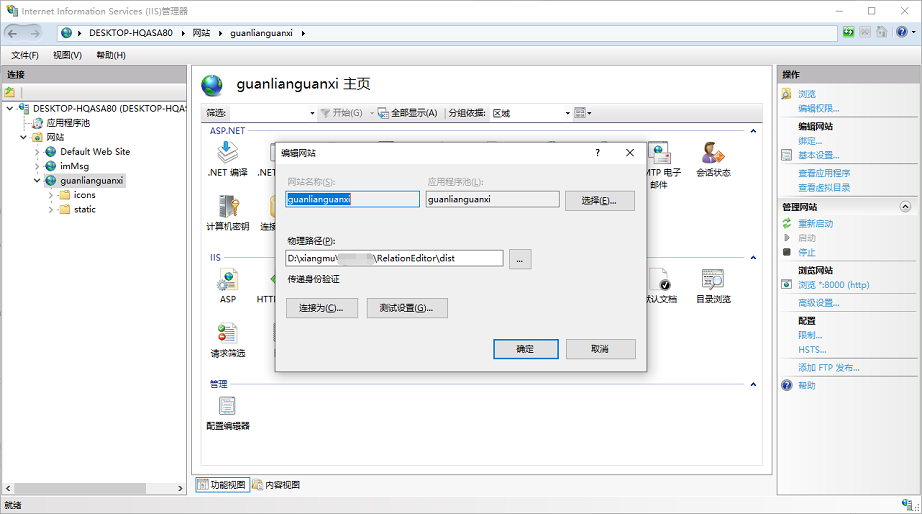 Internet Information Services (IIS)管理器
DESKTOP-HQASA80 网站 guanlianguanxi
文件(F) 视图(V) 帮助(H)
连接
DESKTOP-HQASA80 (DESKTOP-HQAS
应用程序池
网站
Default Web Site
imMsg
guanlianguanxi
icons
static
guanlianguanxi 主页
筛选: 开始(G) 全部显示(A) 分组依据: 区域
ASP.NET
.NET 编译
.NET
MTP 电子
邮件
会话状态
计算机密钥
连接
IIS
ASP
HTT
默认文档
目录浏览
请求筛选
管理
配置编辑器
编辑网站
?
网站名称(S):
应用程序池(L):
guanlianguanxi
guanlianguanxi
选择(E)...
物理路径(P):
D:\xiangmu\
\RelationEditor\dist
...
传递身份验证
连接为(C)...
测试设置(G)...
确定
取消
功能视图
内容视图
操作
浏览
编辑权限...
编辑网站
绑定...
基本设置...
查看应用程序
查看虚拟目录
管理网站
重新启动
启动
停止
浏览网站
浏览 *:8000 (http)
高级设置...
配置
限制...
HSTS...
添加 FTP 发布...
帮助
就绪